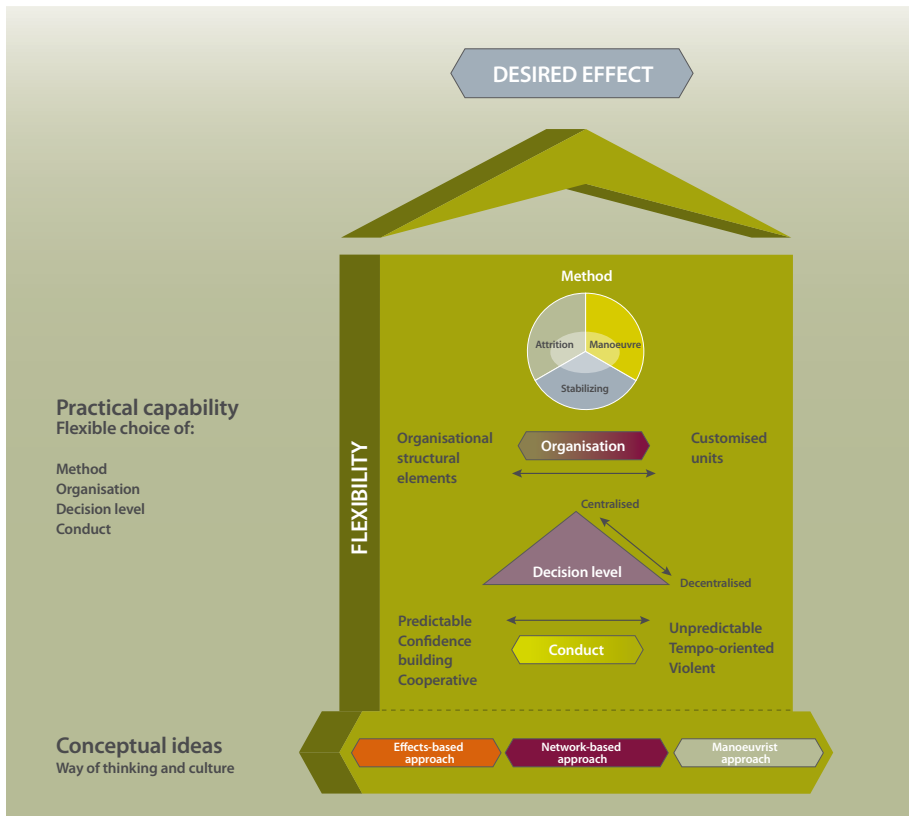 DESIRED EFFECT
Method
Attrition
Manoeuvre
Stabilizing
Practical capability
Flexible choice of:
Method
Organisation
Decision level
Conduct
FLEXIBILITY
Organisational
structural
elements
Organisation
Customised
units
Centralised
Decision level
Decentralised
Predictable
Confidence
building
Cooperative
Conduct
Unpredictable
Tempo-oriented
Violent
Conceptual ideas
Way of thinking and culture
Effects-based
approach
Network-based
approach
Manoeuvrist
approach